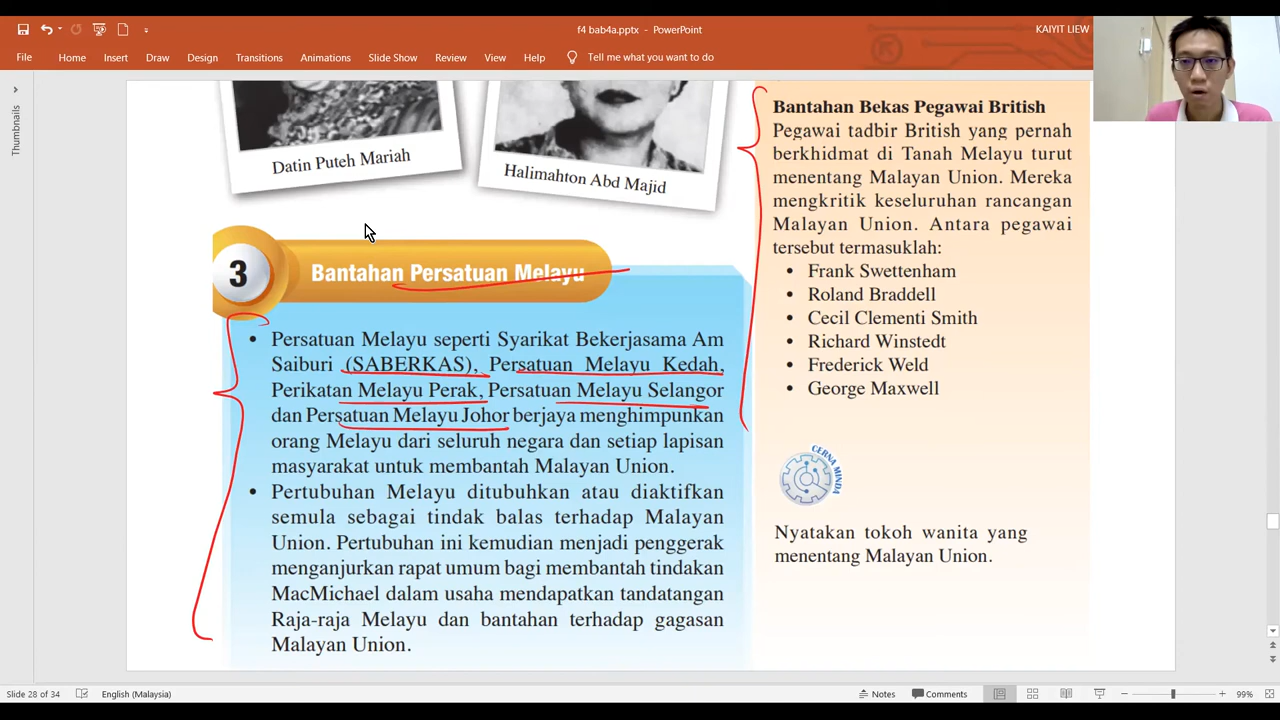 f4 bab4a.pptx - PowerPoint
KAIYIT LIEW
File Home Insert Draw Design Transitions Animations Slide Show Review View Help Tell me what you want to do
Thumbnails
Datin Puteh Mariah
Halimahton Abd Majid
3
Bantahan Persatuan Melayu
Persatuan Melayu seperti Syarikat Bekerjasama Am
Saiburi (SABERKAS), Persatuan Melayu Kedah,
Perikatan Melayu Perak, Persatuan Melayu Selangor
dan Persatuan Melayu Johor berjaya menghimpunkan
orang Melayu dari seluruh negara dan setiap lapisan
masyarakat untuk membantah Malayan Union.
Pertubuhan Melayu ditubuhkan atau diaktifkan
semula sebagai tindak balas terhadap Malayan
Union. Pertubuhan ini kemudian menjadi penggerak
menganjurkan rapat umum bagi membantah tindakan
MacMichael dalam usaha mendapatkan tandatangan
Raja-raja Melayu dan bantahan terhadap gagasan
Malayan Union.
Bantahan Bekas Pegawai British
Pegawai tadbir British yang pernah
berkhidmat di Tanah Melayu turut
menentang Malayan Union. Mereka
mengkritik keseluruhan rancangan
Malayan Union. Antara pegawai
tersebut termasuklah:
• Frank Swettenham
• Roland Braddell
• Cecil Clementi Smith
• Richard Winstedt
• Frederick Weld
• George Maxwell
CERNA MINDA
Nyatakan tokoh wanita yang
menentang Malayan Union.
Slide 28 of 34 English (Malaysia) Notes Comments 99%